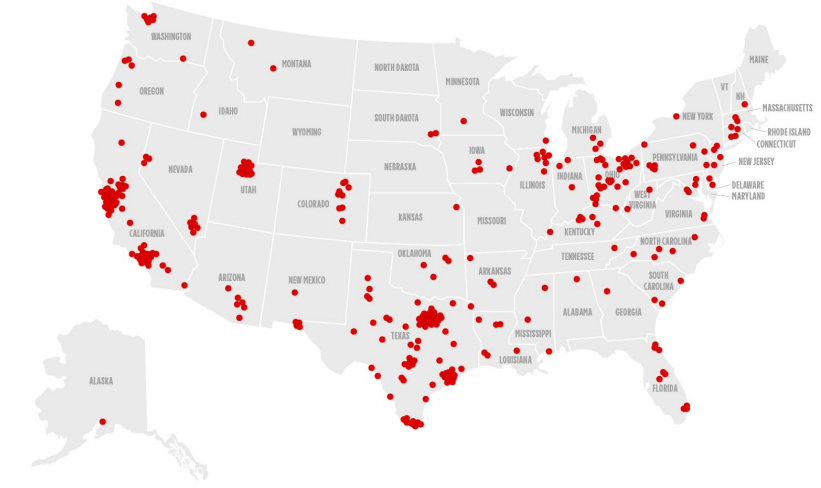 WASHINGTON
MONTANA
NORTH DAKOTA
MINNESOTA
MAINE
OREGON
IDAHO
SOUTH DAKOTA
WISCONSIN
MICHIGAN
VT
NH
NEW YORK
MASSACHUSETTS
RHODE ISLAND
CONNECTICUT
WYOMING
IOWA
NEBRASKA
PENNSYLVANIA
NEW JERSEY
NEVADA
UTAH
COLORADO
ILLINOIS
INDIANA
OHIO
DELAWARE
MARYLAND
WEST
VIRGINIA
VIRGINIA
KANSAS
MISSOURI
KENTUCKY
CALIFORNIA
NORTH CAROLINA
TENNESSEE
OKLAHOMA
ARKANSAS
ARIZONA
NEW MEXICO
SOUTH
CAROLINA
MISSISSIPPI
ALABAMA
GEORGIA
TEXAS
LOUISIANA
FLORIDA
ALASKA